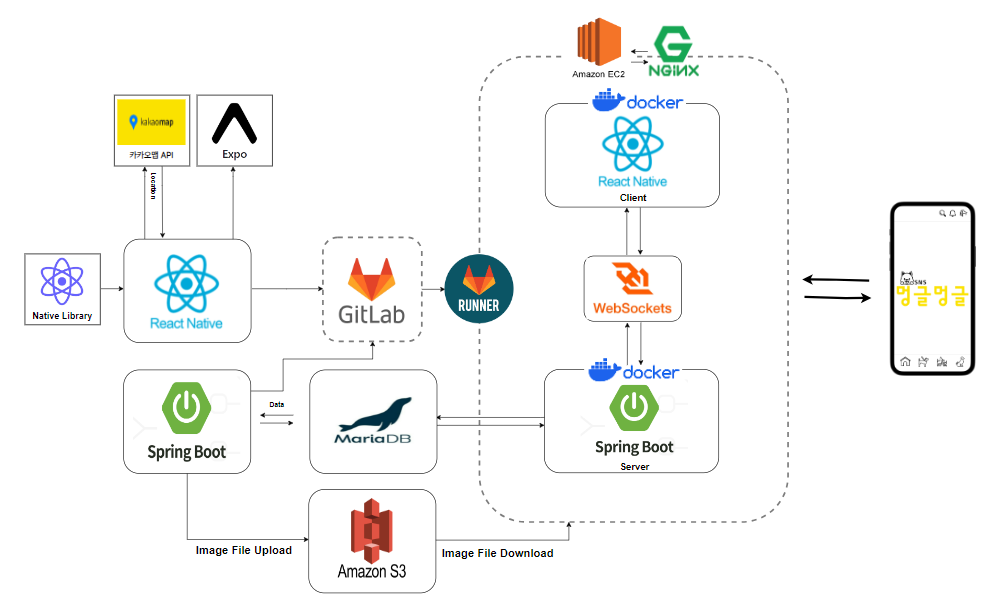 Amazon EC2
NGiNX
docker
React Native
Client
kakaomap
카카오맵 API
Expo
Location
Native Library
React Native
GitLab
RUNNER
WebSockets
SNS
멍글멍글
docker
Spring Boot
Server
Spring Boot
Data
MariaDB
Image File Upload
Amazon S3
Image File Download